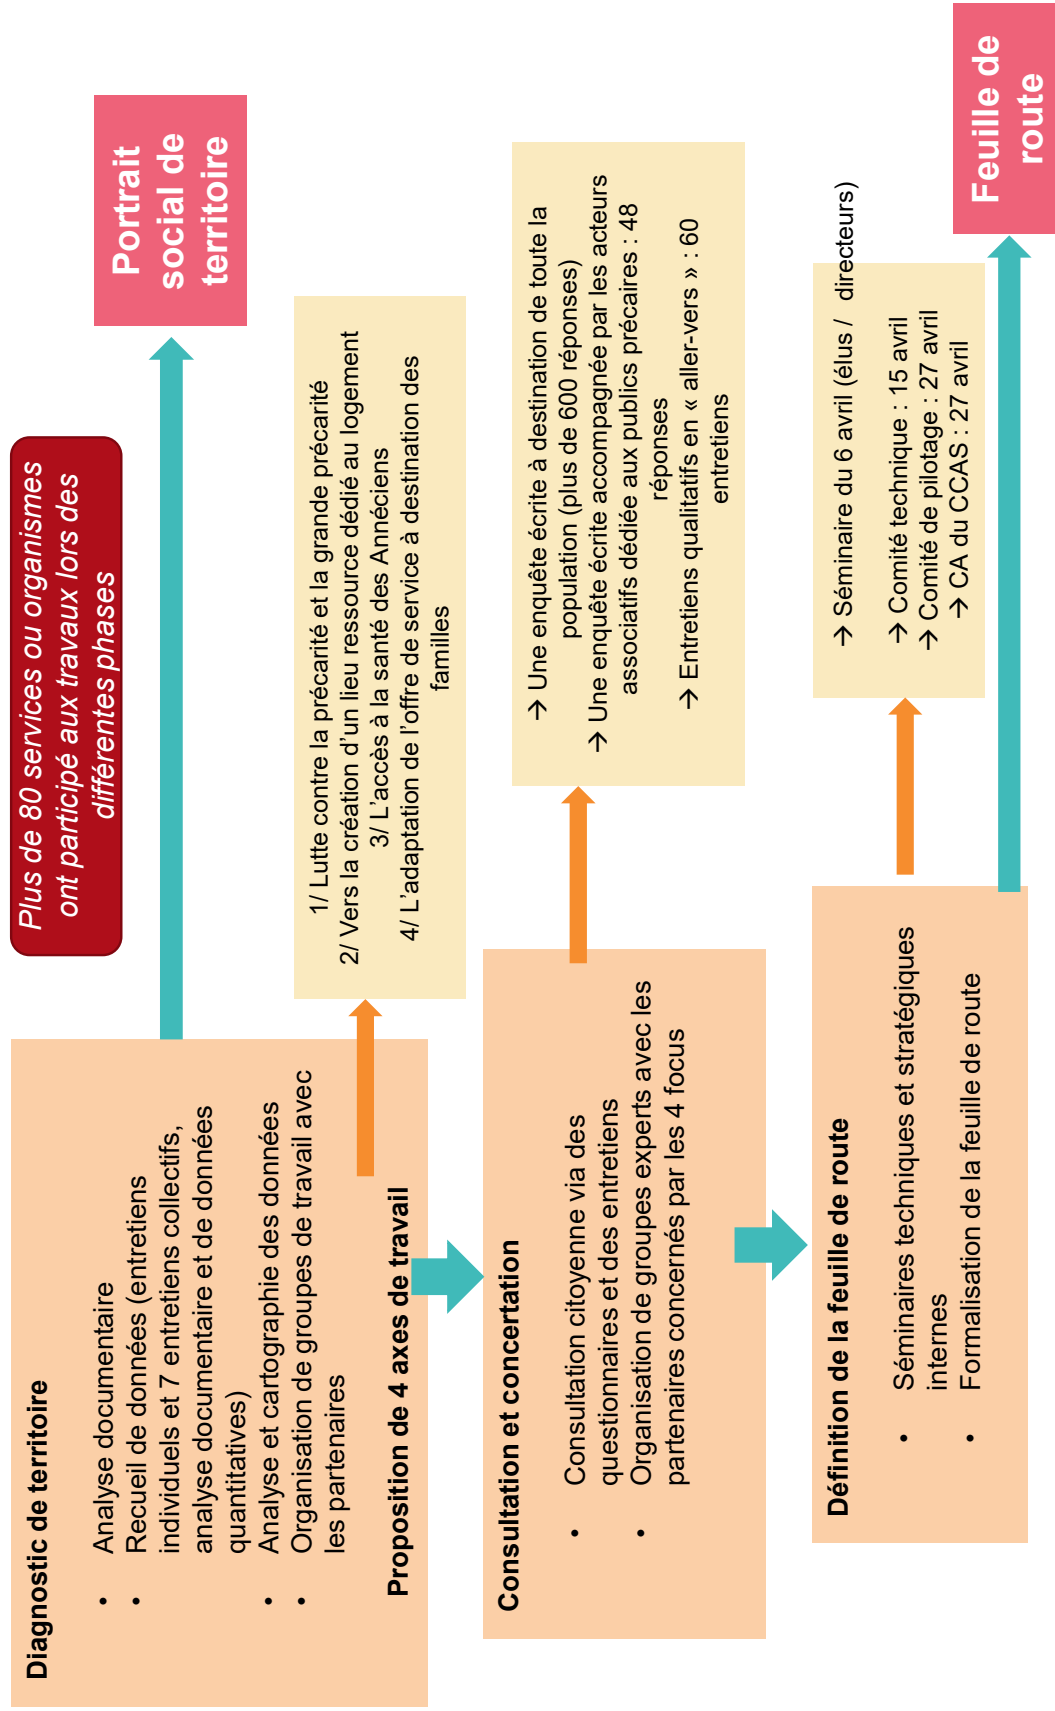 Plus de 80 services ou organismes
ont participé aux travaux lors des
différentes phases
Diagnostic de territoire
• Analyse documentaire
• Recueil de données (entretiens
individuels et 7 entretiens collectifs,
analyse documentaire et de données
quantitatives)
• Analyse et cartographie des données
• Organisation de groupes de travail avec
les partenaires
Proposition de 4 axes de travail
Portrait
social de
territoire
1/ Lutte contre la précarité et la grande précarité
2/ Vers la création d’un lieu ressource dédié au logement
3/ L’accès à la santé des Annéciens
4/ L’adaptation de l’offre de service à destination des
familles
Consultation et concertation
• Consultation citoyenne via des
questionnaires et des entretiens
• Organisation de groupes experts avec les
partenaires concernés par les 4 focus
→ Une enquête écrite à destination de toute la
population (plus de 600 réponses)
→ Une enquête écrite accompagnée par les acteurs
associatifs dédiée aux publics précaires : 48
réponses
→ Entretiens qualitatifs en « aller-vers » : 60
entretiens
Définition de la feuille de route
• Séminaires techniques et stratégiques
internes
• Formalisation de la feuille de route
→ Séminaire du 6 avril (élus / directeurs)
→ Comité technique : 15 avril
→ Comité de pilotage : 27 avril
→ CA du CCAS : 27 avril
Feuille de
route